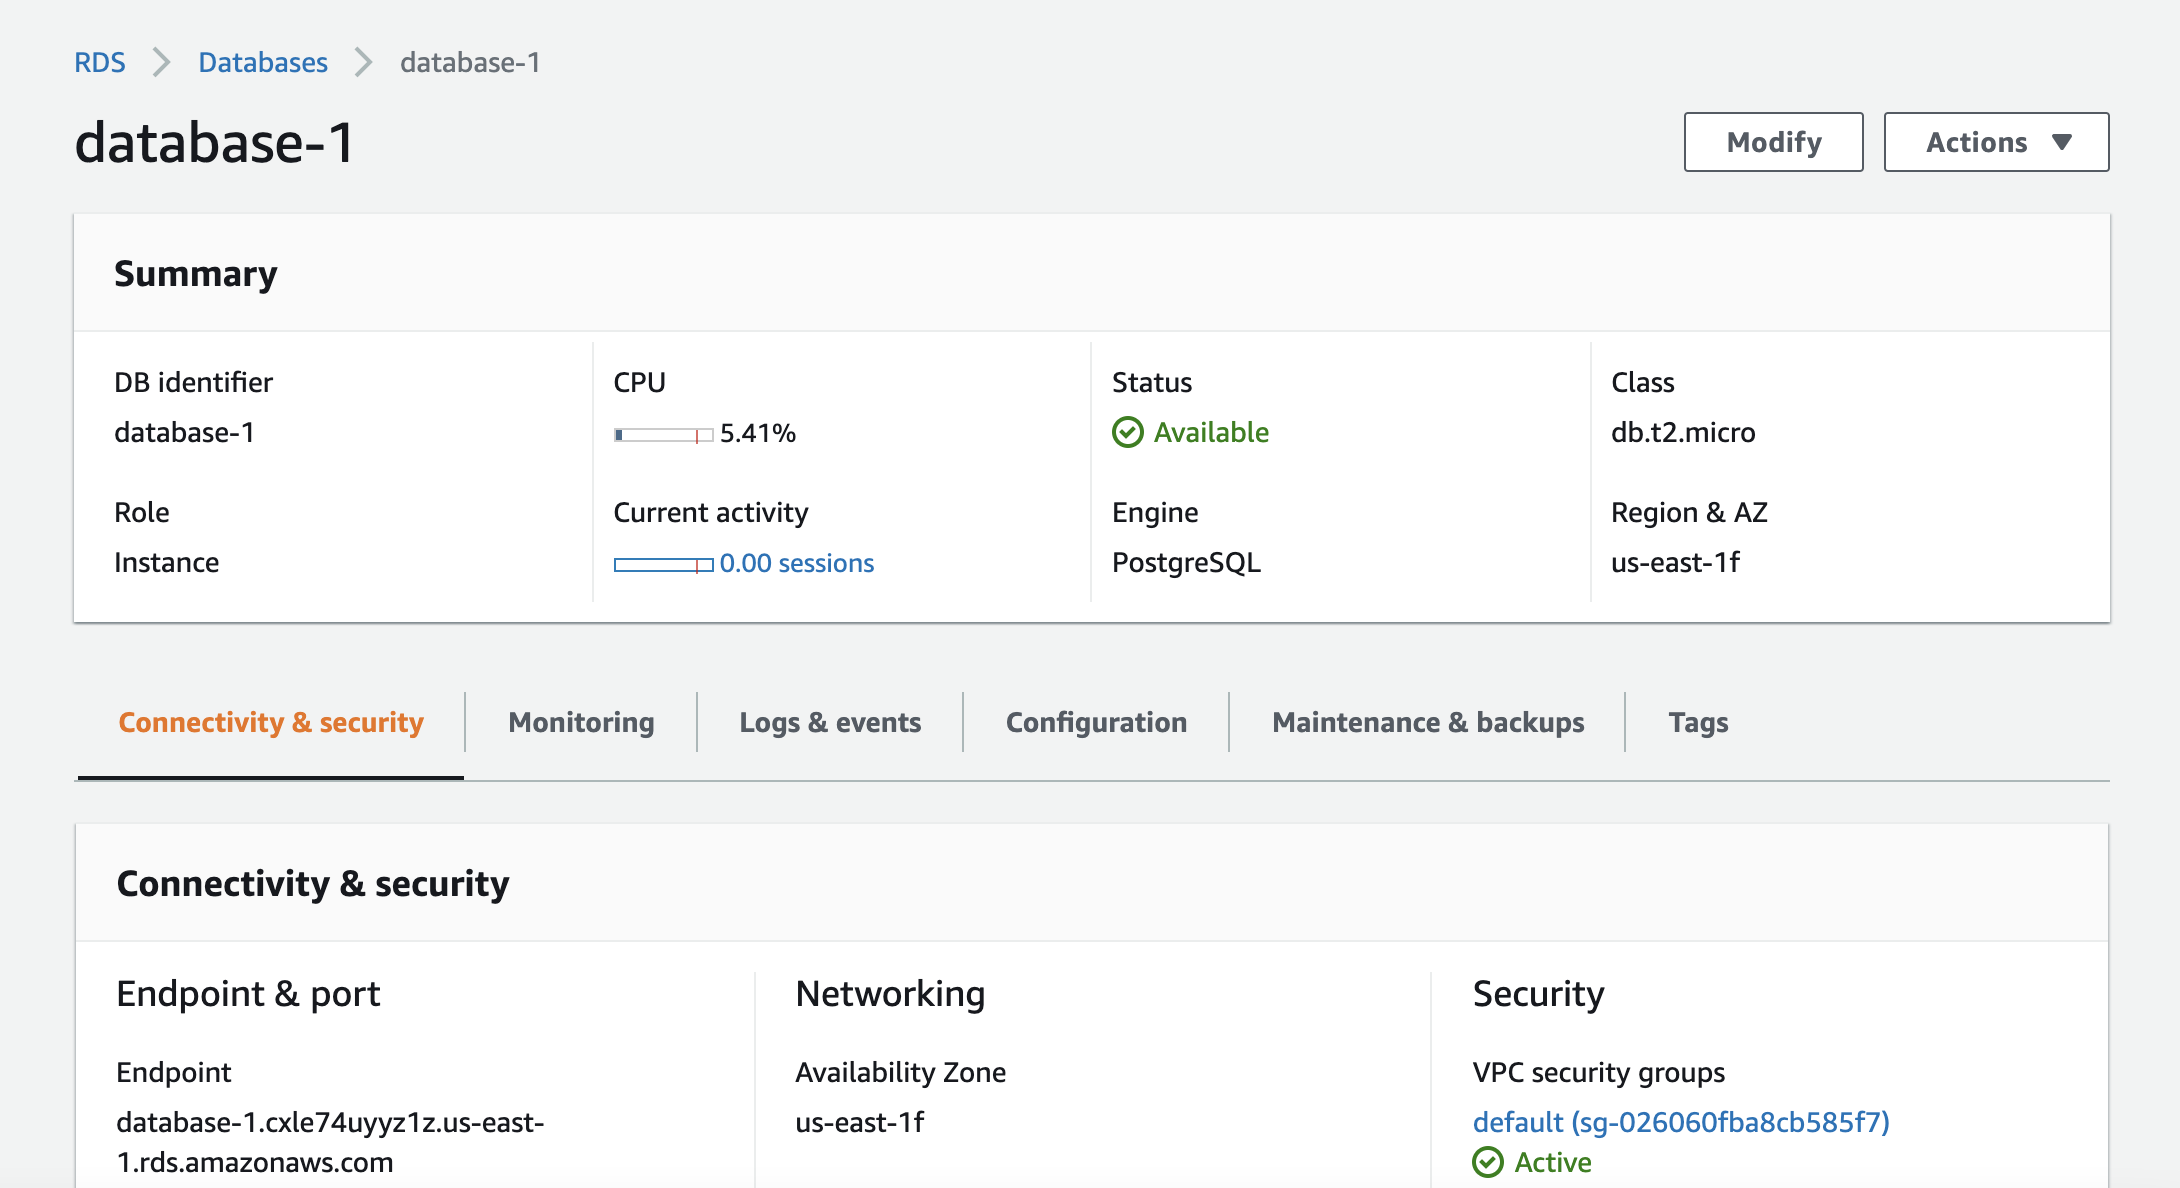 RDS > Databases > database-1
database-1
Modify
Actions
Summary
DB identifier
database-1
CPU
5.41%
Status
Available
Class
db.t2.micro
Role
Instance
Current activity
0.00 sessions
Engine
PostgreSQL
Region & AZ
us-east-1f
Connectivity & security
Monitoring
Logs & events
Configuration
Maintenance & backups
Tags
Connectivity & security
Endpoint & port
Endpoint
database-1.cxle74uyyz1z.us-east-
1.rds.amazonaws.com
Networking
Availability Zone
us-east-1f
Security
VPC security groups
default (sg-026060fba8cb585f7)
Active